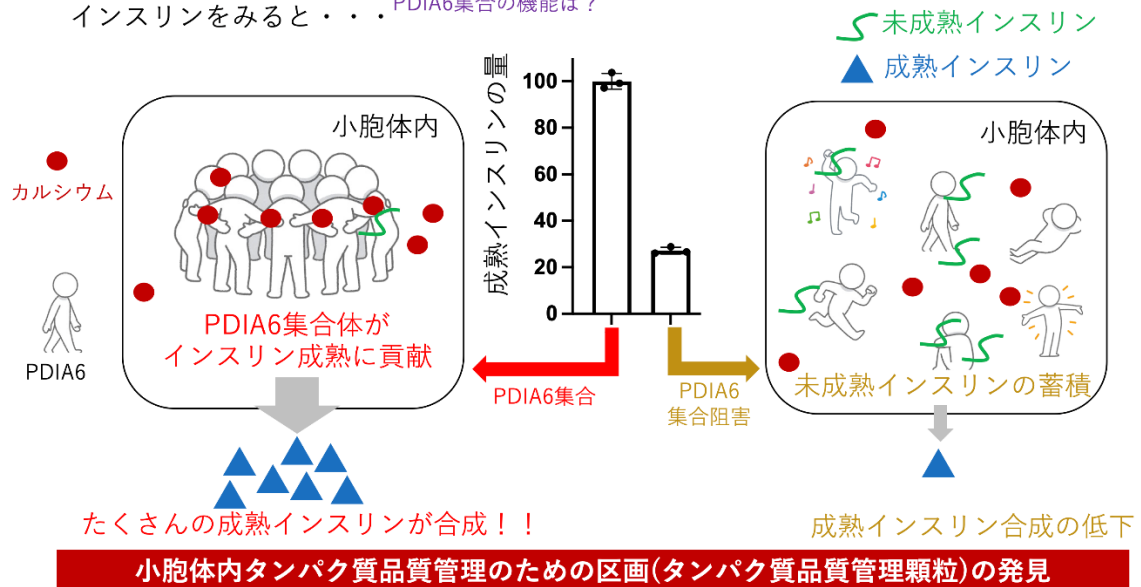 インスリンをみると・・・
PDIA6集合の機能は？
未成熟インスリン
成熟インスリン
カルシウム
PDIA6
小胞体内
PDIA6集合体が
インスリン成熟に貢献
成熟インスリンの量
100
80
60
40
20
0
PDIA6集合
PDIA6
集合阻害
小胞体内
未成熟インスリンの蓄積
たくさんの成熟インスリンが合成！！
成熟インスリン合成の低下
小胞体内タンパク質品質管理のための区画(タンパク質品質管理顆粒)の発見